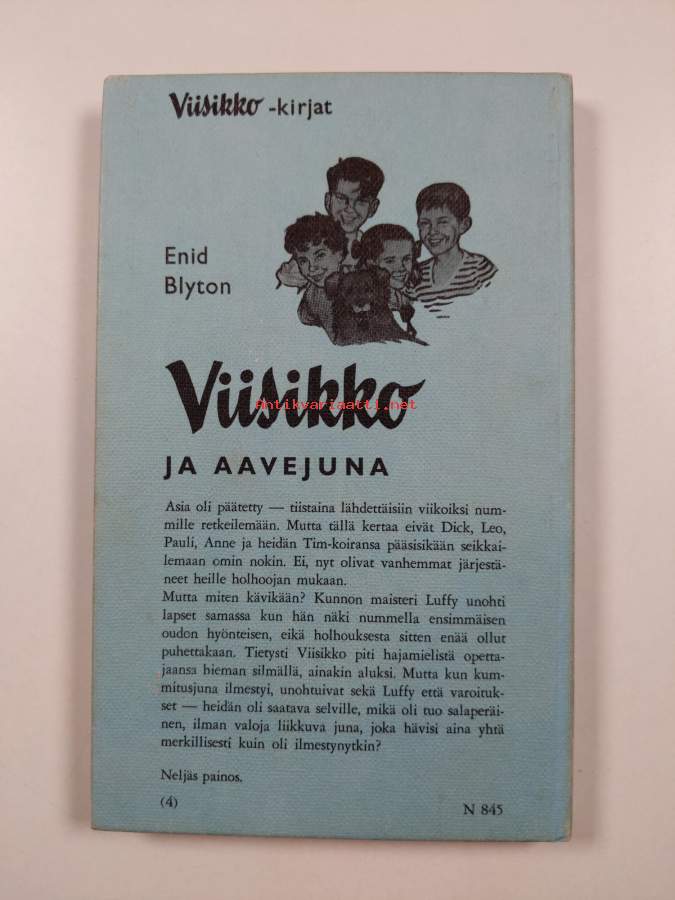 Viisikko -kirjat
Enid
Blyton
Viisikko
Antikvariaatti.net
JA AAVEJUNA
Asia oli päätetty — tiistaina lähdettäisiin viikoiksi num-
mille retkeilemään. Mutta tällä kertaa eivät Dick, Leo,
Pauli, Anne ja heidän Tim-koiransa pääsisikään seikkai-
lemaan omin nokin. Ei, nyt olivat vanhemmat järjestä-
neet heille holhoojan mukaan.
Mutta miten kävikään? Kunnon maisteri Luffy unohti
lapset samassa kun hän näki nummella ensimmäisen
oudon hyönteisen, eikä holhouksesta sitten enää ollut
puhettakaan. Tietysti Viisikko piti hajamielistä opetta-
jaansa hieman silmällä, ainakin aluksi. Mutta kun kum-
mitusjuna ilmestyi, unohtuivat sekä Luffy että varoituk-
set — heidän oli saatava selville, mikä oli tuo salaperäi-
nen, ilman valoja liikkuva juna, joka hävisi aina yhtä
merkillisesti kuin oli ilmestynytkin?
Neljäs painos.
(4)
N 845